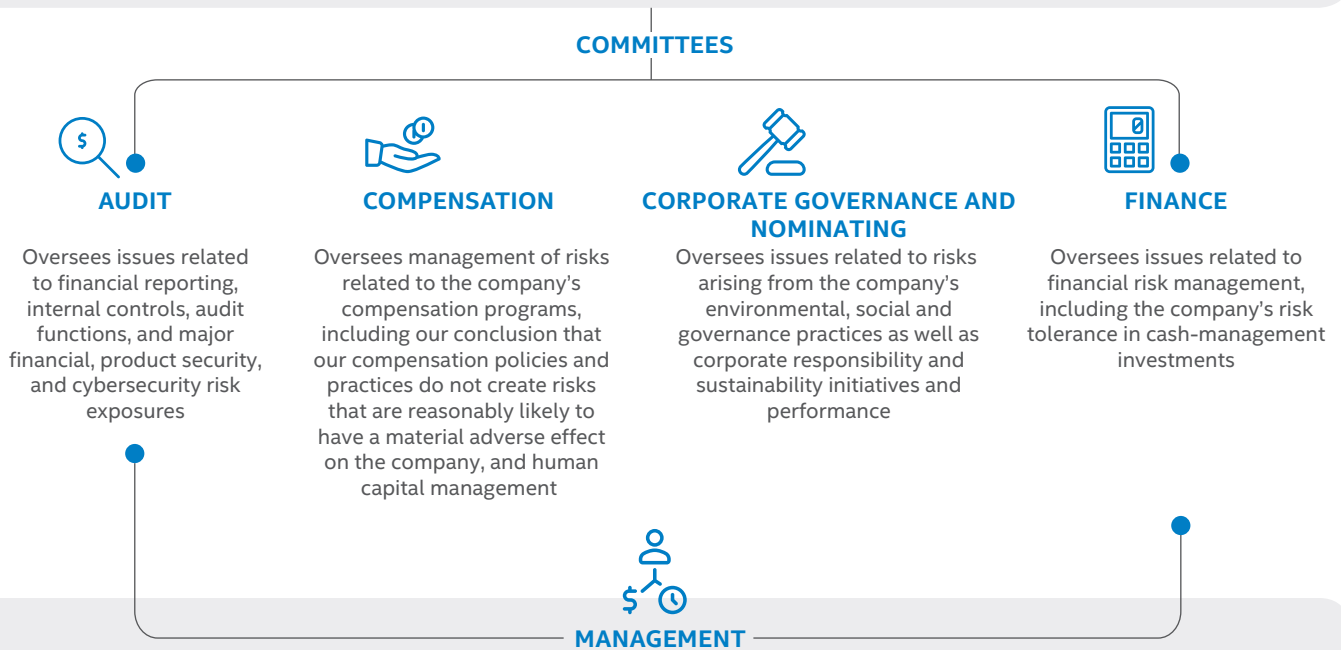 COMMITTEES
$
AUDIT
Oversees issues related
to financial reporting,
internal controls, audit
functions, and major
financial, product security,
and cybersecurity risk
exposures
COMPENSATION
Oversees management of risks
related to the company's
compensation programs,
including our conclusion that
our compensation policies and
practices do not create risks
that are reasonably likely to
have a material adverse effect
on the company, and human
capital management
CORPORATE GOVERNANCE AND
NOMINATING
Oversees issues related to risks
arising from the company's
environmental, social and
governance practices as well as
corporate responsibility and
sustainability initiatives and
performance
0
FINANCE
Oversees issues related to
financial risk management,
including the company's risk
tolerance in cash-management
investments
$
MANAGEMENT